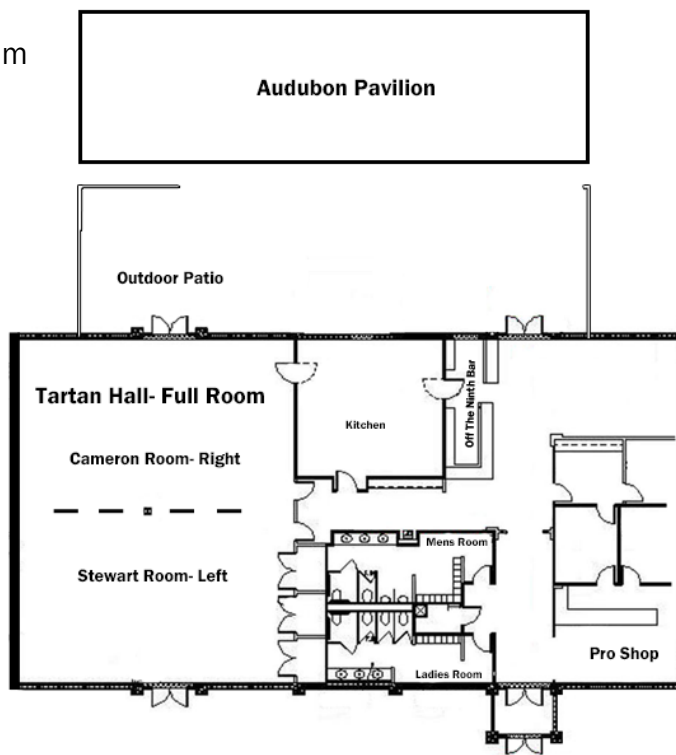 m
Audubon Pavilion
Outdoor Patio
Tartan Hall- Full Room
Off The Ninth Bar
Kitchen
Cameron Room- Right
Mens Room
Stewart Room- Left
Pro Shop
Ladies Room